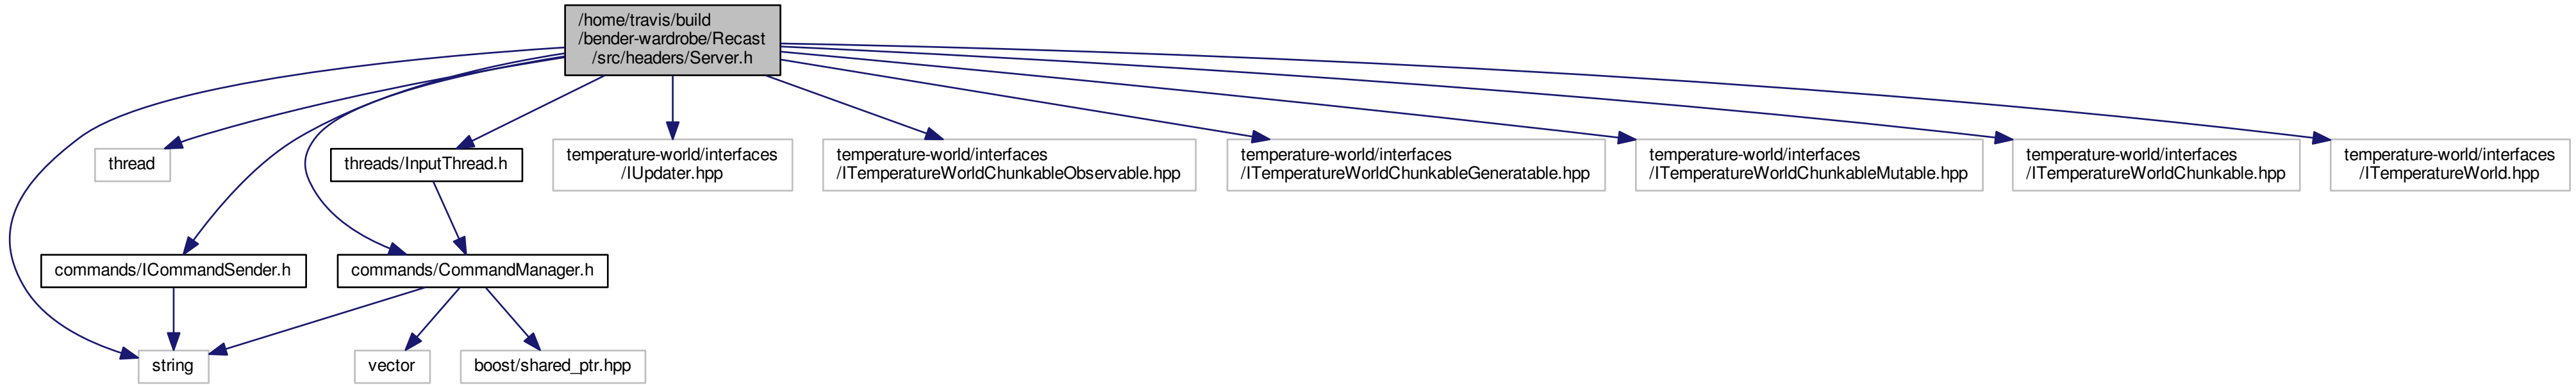 /home/travis/build
/bender-wardrobe/Recast
/src/headers/Server.h
thread
threads/InputThread.h
temperature-world/interfaces
/IUpdater.hpp
temperature-world/interfaces
/ITemperatureWorldChunkableObservable.hpp
temperature-world/interfaces
/ITemperatureWorldChunkableGeneratable.hpp
temperature-world/interfaces
/ITemperatureWorldChunkableMutable.hpp
temperature-world/interfaces
/ITemperatureWorldChunkable.hpp
temperature-world/interfaces
/ITemperatureWorld.hpp
commands/ICommandSender.h
commands/CommandManager.h
string
vector
boost/shared_ptr.hpp